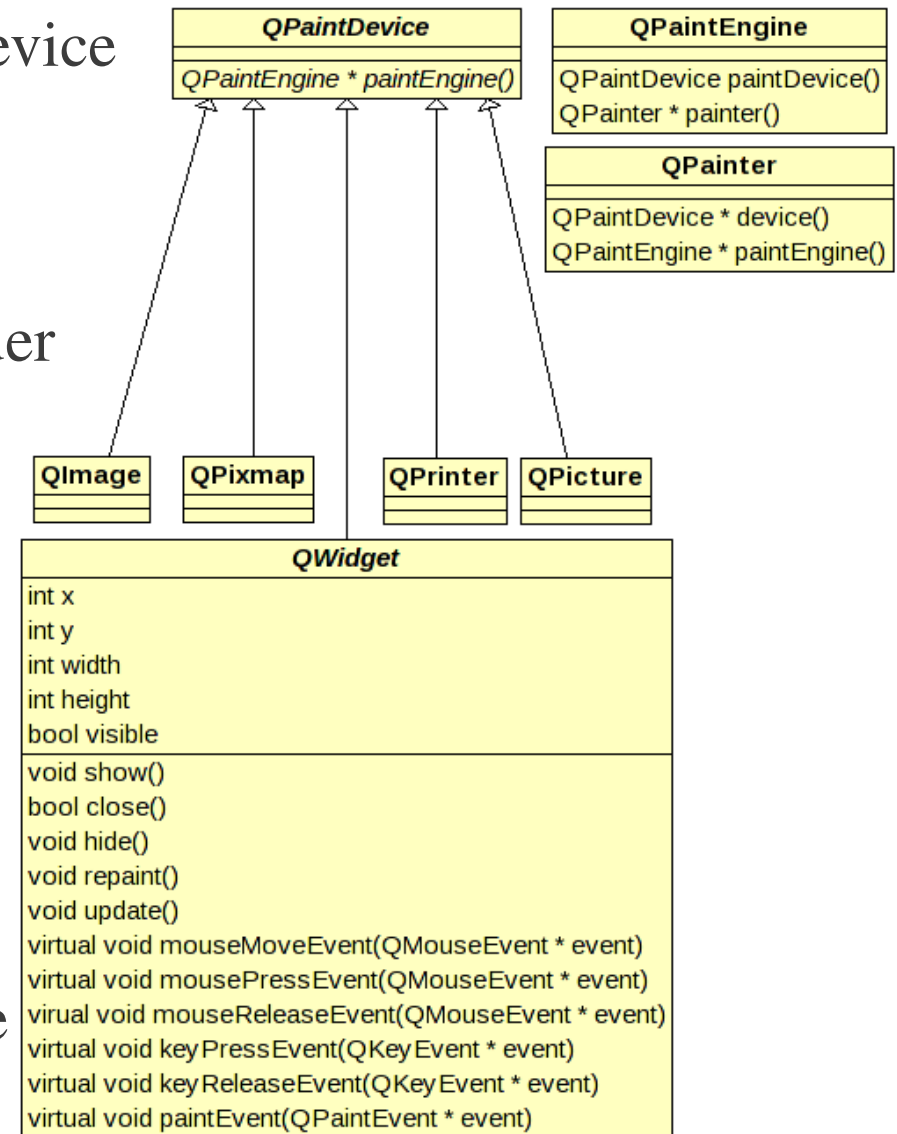 evice
QPaintDevice
QPaintEngine * paintEngine()
QPaintEngine
QPaintDevice paintDevice()
QPainter * painter()
QPainter
QPaintDevice * device()
QPaintEngine * paintEngine()
er
QImage
QPixmap
QPrinter
QPicture
QWidget
int x
int y
int width
int height
bool visible
void show()
bool close()
void hide()
void repaint()
void update()
virtual void mouseMoveEvent(QMouseEvent * event)
virtual void mousePressEvent(QMouseEvent * event)
virual void mouseReleaseEvent(QMouseEvent * event)
virtual void keyPressEvent(QKeyEvent * event)
virtual void keyReleaseEvent(QKeyEvent * event)
virtual void paintEvent(QPaintEvent * event)